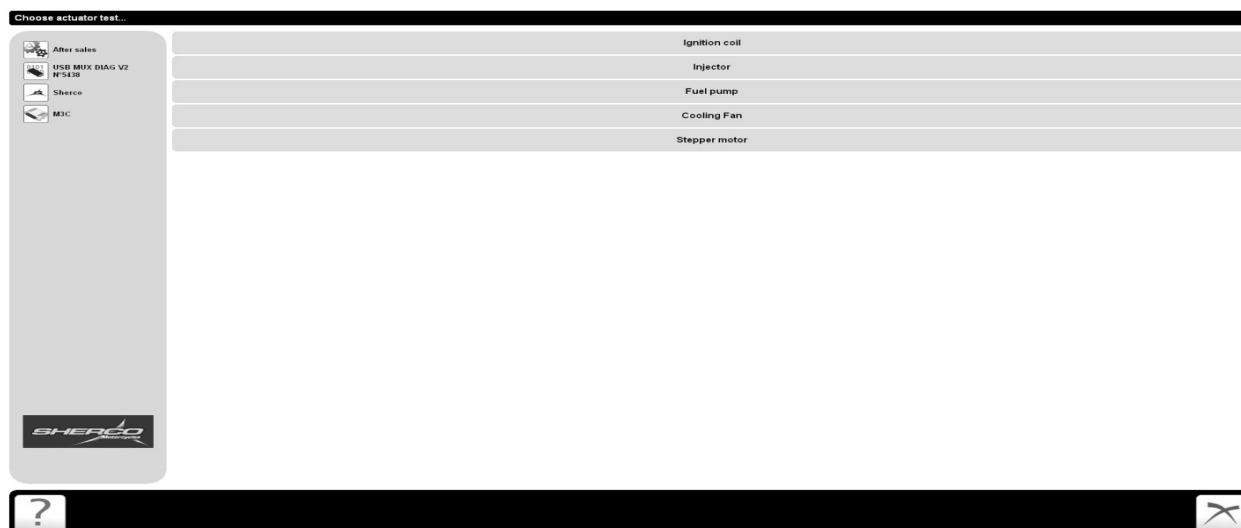 Choose actuator test...
After sales
USB MUX DIAG V2
N°5438
Sherco
M3C
Ignition coil
Injector
Fuel pump
Cooling Fan
Stepper motor
SHERCO
Motorcycles
?